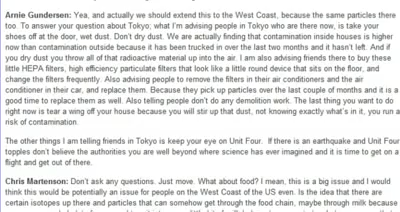 Arnie Gundersen: Yea, and actually we should extend this to the West Coast, because the same particles there
too. To answer your question about Tokyo; what I'm advising people in Tokyo who are there now, is take your
shoes off at the door, wet dust. Don't dry dust. We are actually finding that contamination inside houses is higher
now than contamination outside because it has been trucked in over the last two months and it hasn't left. And if
you dry dust you throw all of that radioactive material up into the air. I am also advising friends there to buy these
little HEPA filters, high efficiency particulate filters that look like a little round device that sits on the floor, and
change the filters frequently. Also advising people to remove the filters in their air conditioners and the air
conditioner in their car, and replace them. Because they pick up particles over the last couple of months and it is a
good time to replace them as well. Also telling people don't do any demolition work. The last thing you want to do
right now is tear a wing off your house because you will stir up that dust, not knowing exactly what's in it, you run a
risk of contamination.
The other things I am telling friends in Tokyo is keep your eye on Unit Four. If there is an earthquake and Unit Four
topples don't believe the authorities you are well beyond where science has ever imagined and it is time to get on a
flight and get out of there.
Chris Martenson: Don't ask any questions. Just move. What about food? I mean, this is a big issue and I would
think this would be potentially an issue for people on the West Coast of the US even. Is the idea that there are
certain isotopes up there and particles that can somehow get through the food chain, maybe through milk because